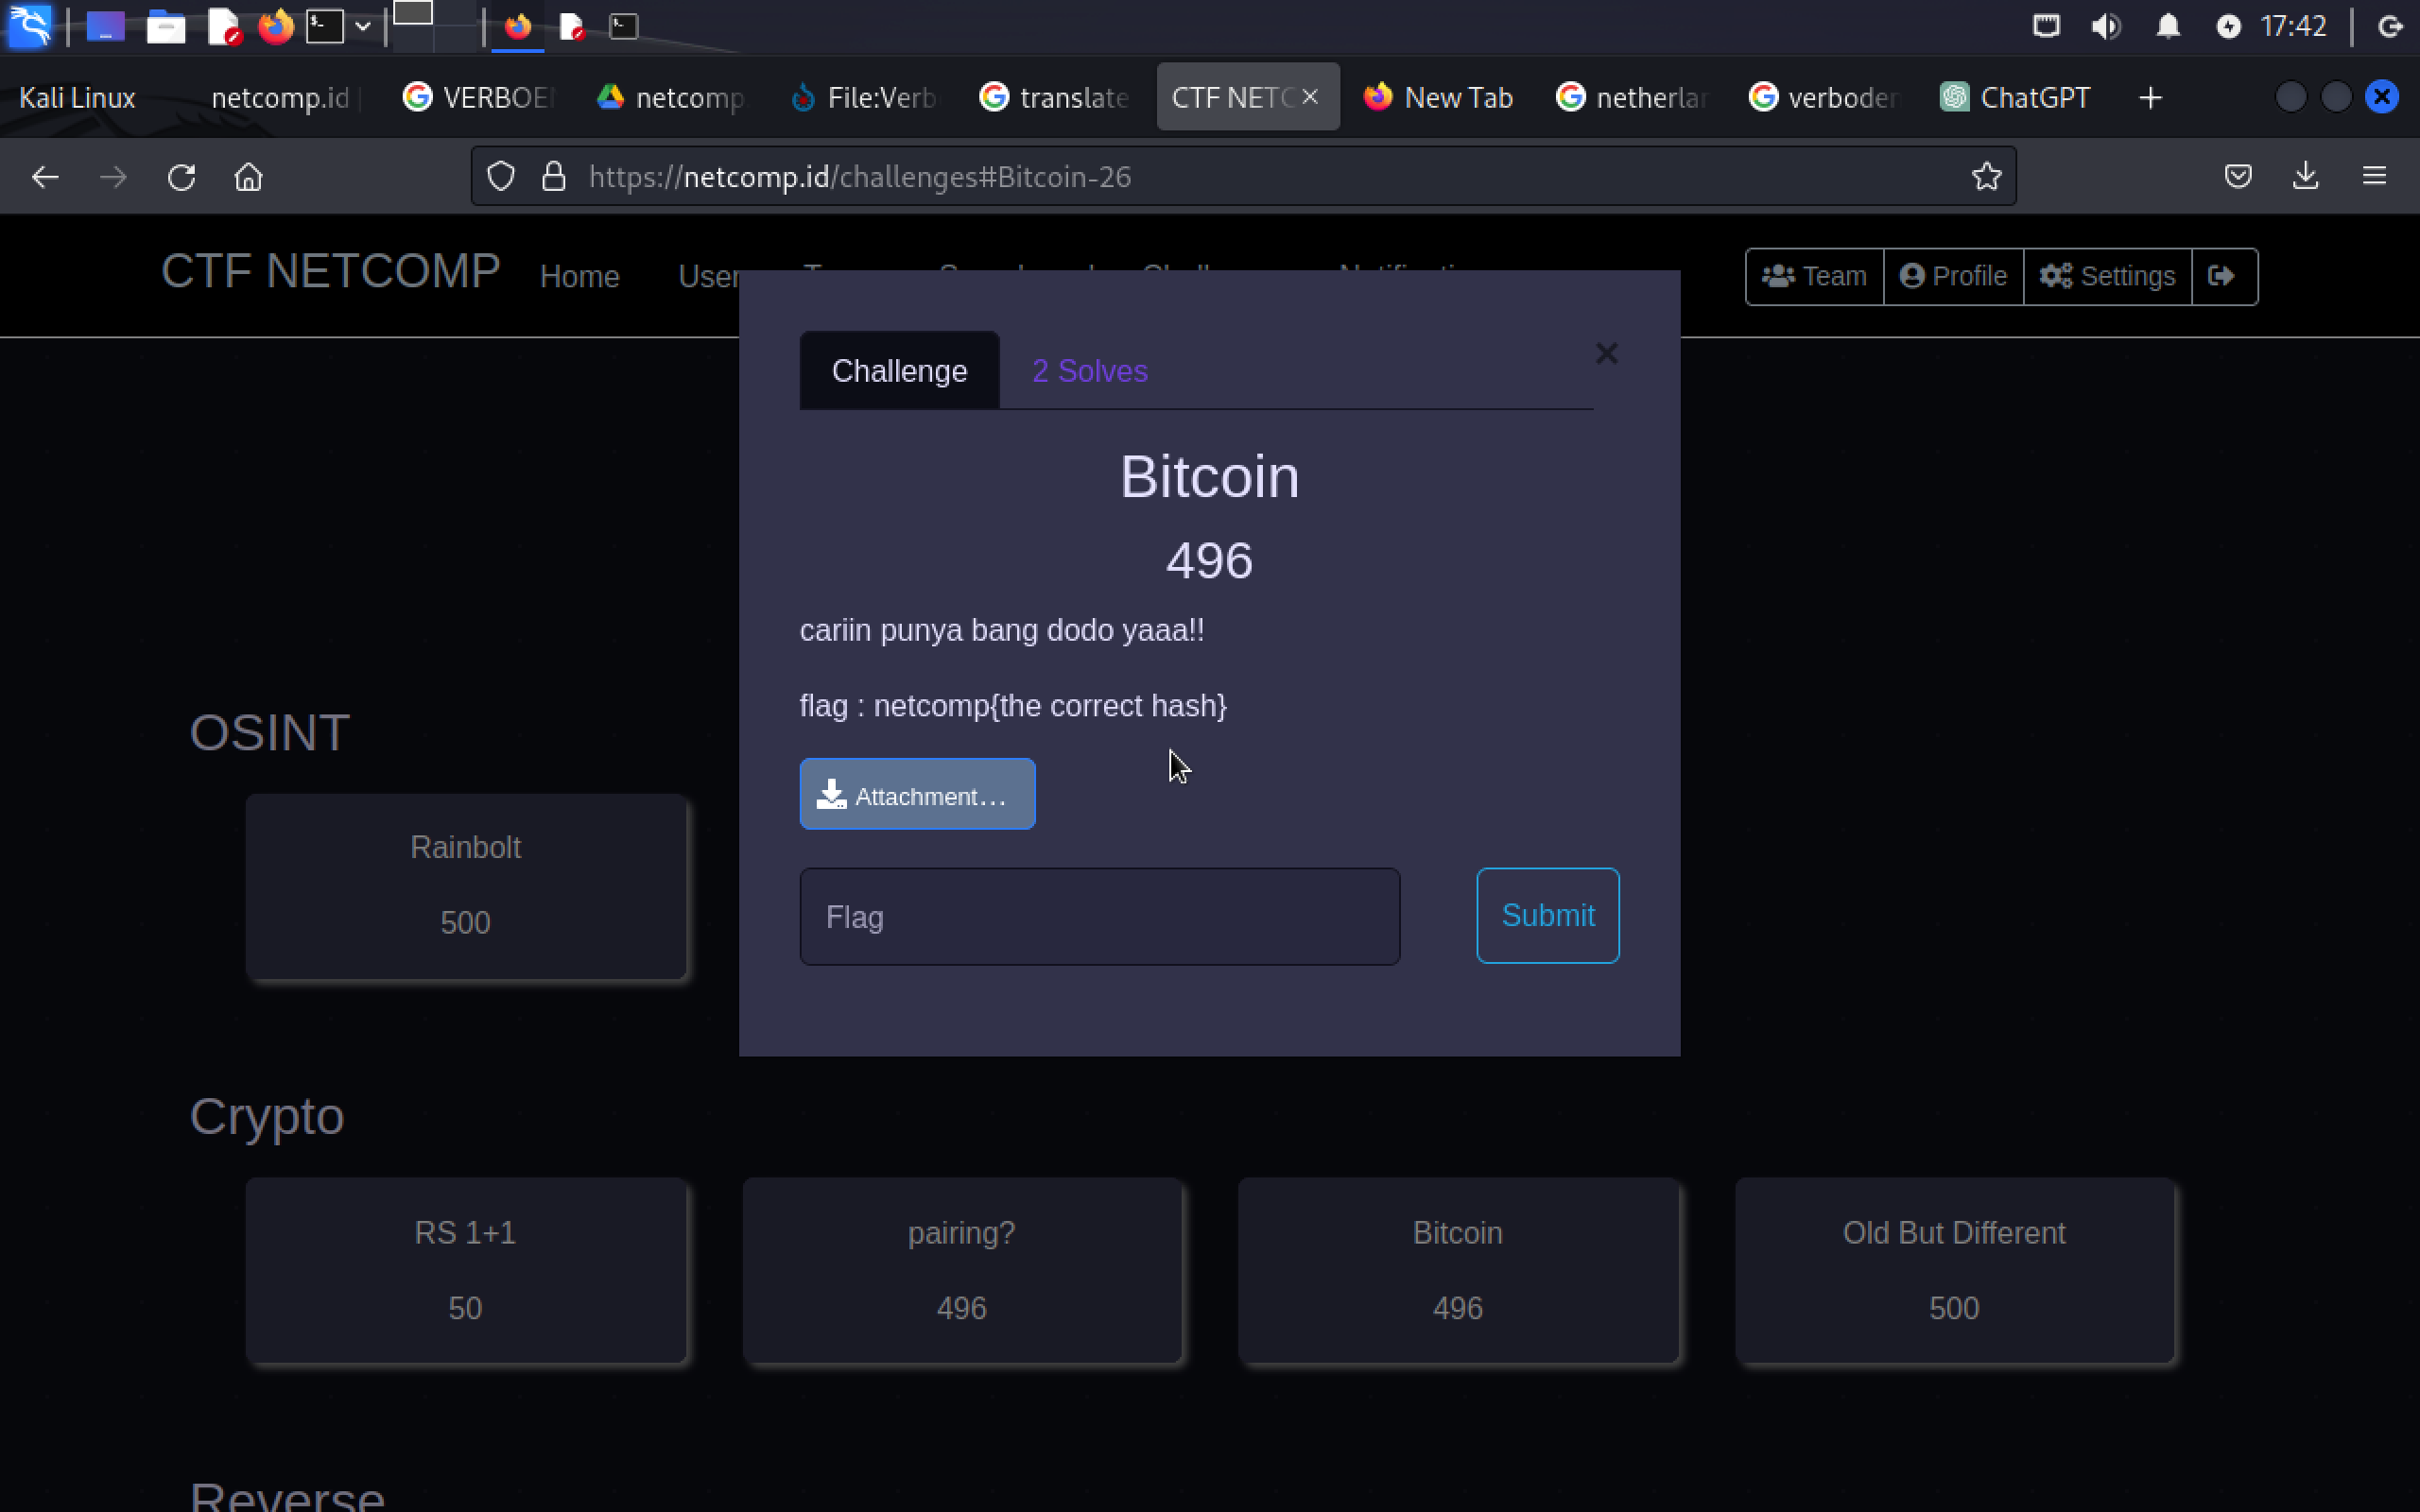 17:42
Kali Linux netcomp.id VERBOE netcomp File:Verb translate CTF NETC New Tab netherlar verboden ChatGPT
https://netcomp.id/challenges#Bitcoin-26
CTF NETCOMP Home User Team Profile Settings
Challenge 2 Solves
Bitcoin
496
cariin punya bang dodo yaaa!!
flag : netcomp{the correct hash}
Attachment...
Flag Submit
OSINT
Rainbolt
500
Crypto
RS 1+1 pairing? Bitcoin Old But Different
50 496 496 500
Reverse